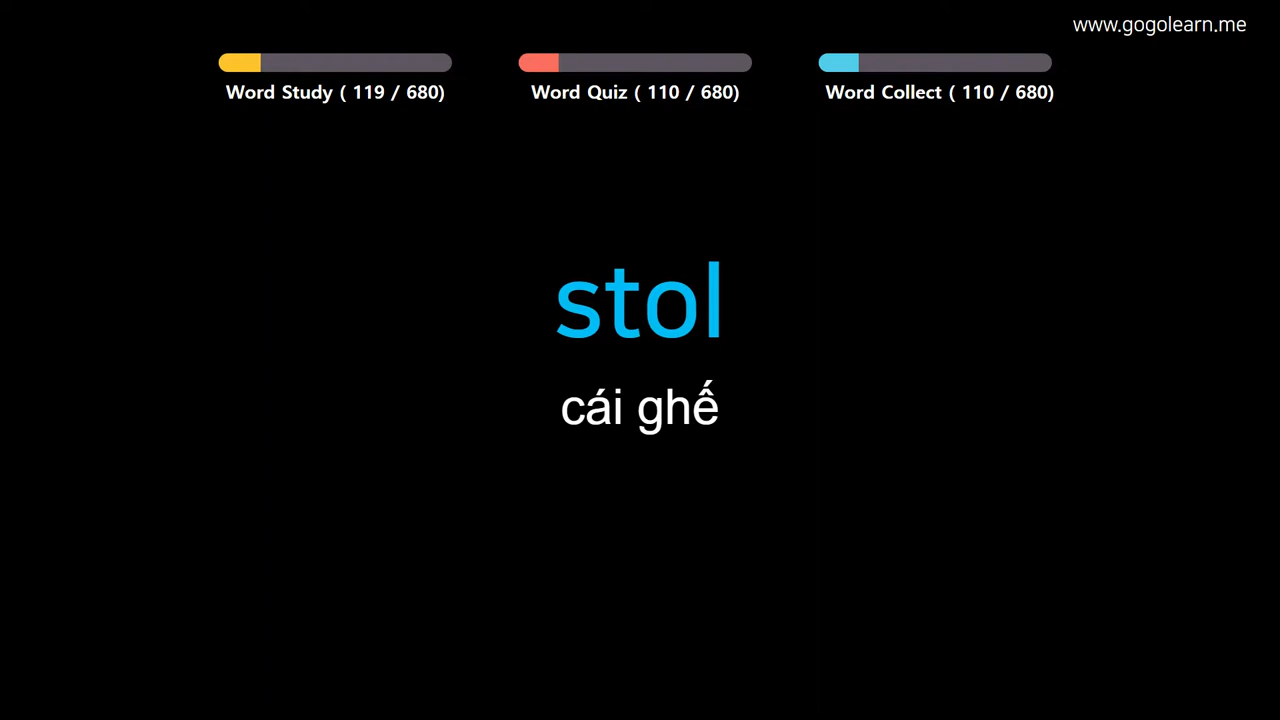 www.gogolearn.me
Word Study ( 119 / 680)
Word Quiz ( 110 / 680)
Word Collect ( 110 / 680)
stol
cái ghế